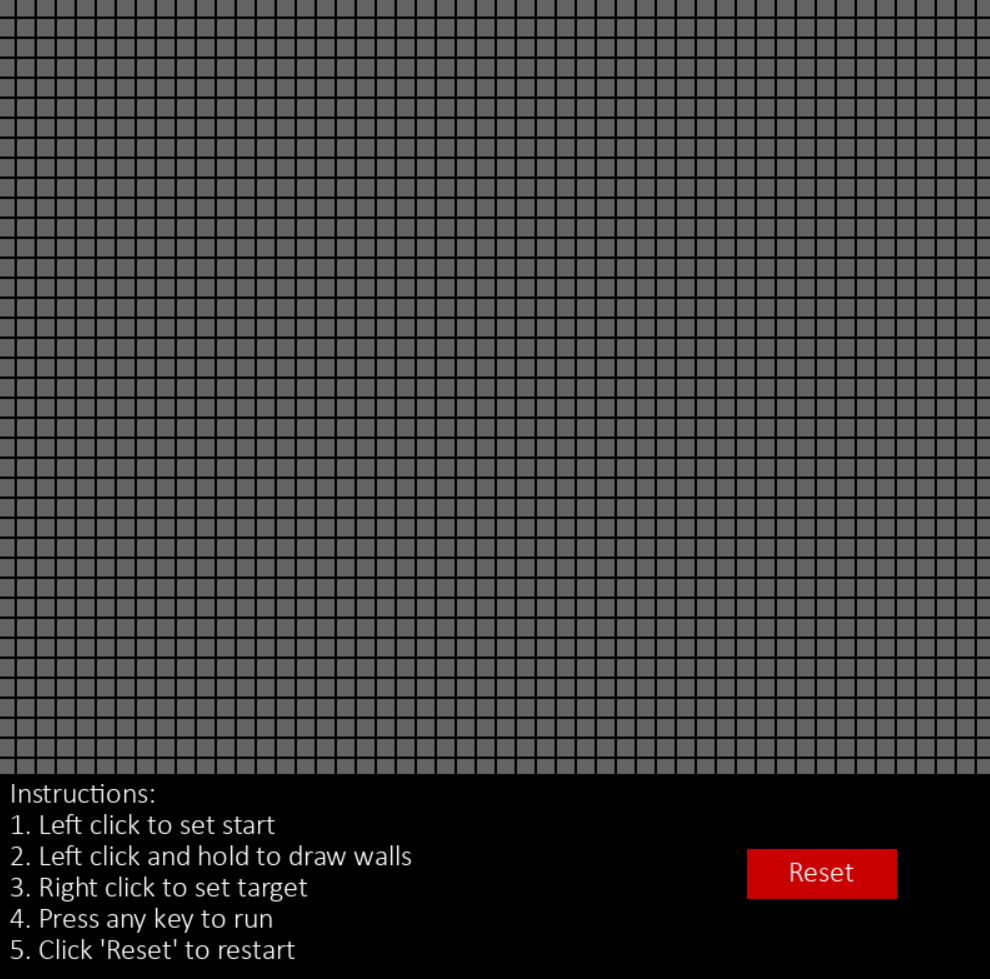 Instructions:
1. Left click to set start
2. Left click and hold to draw walls
3. Right click to set target
4. Press any key to run
5. Click 'Reset' to restart
Reset